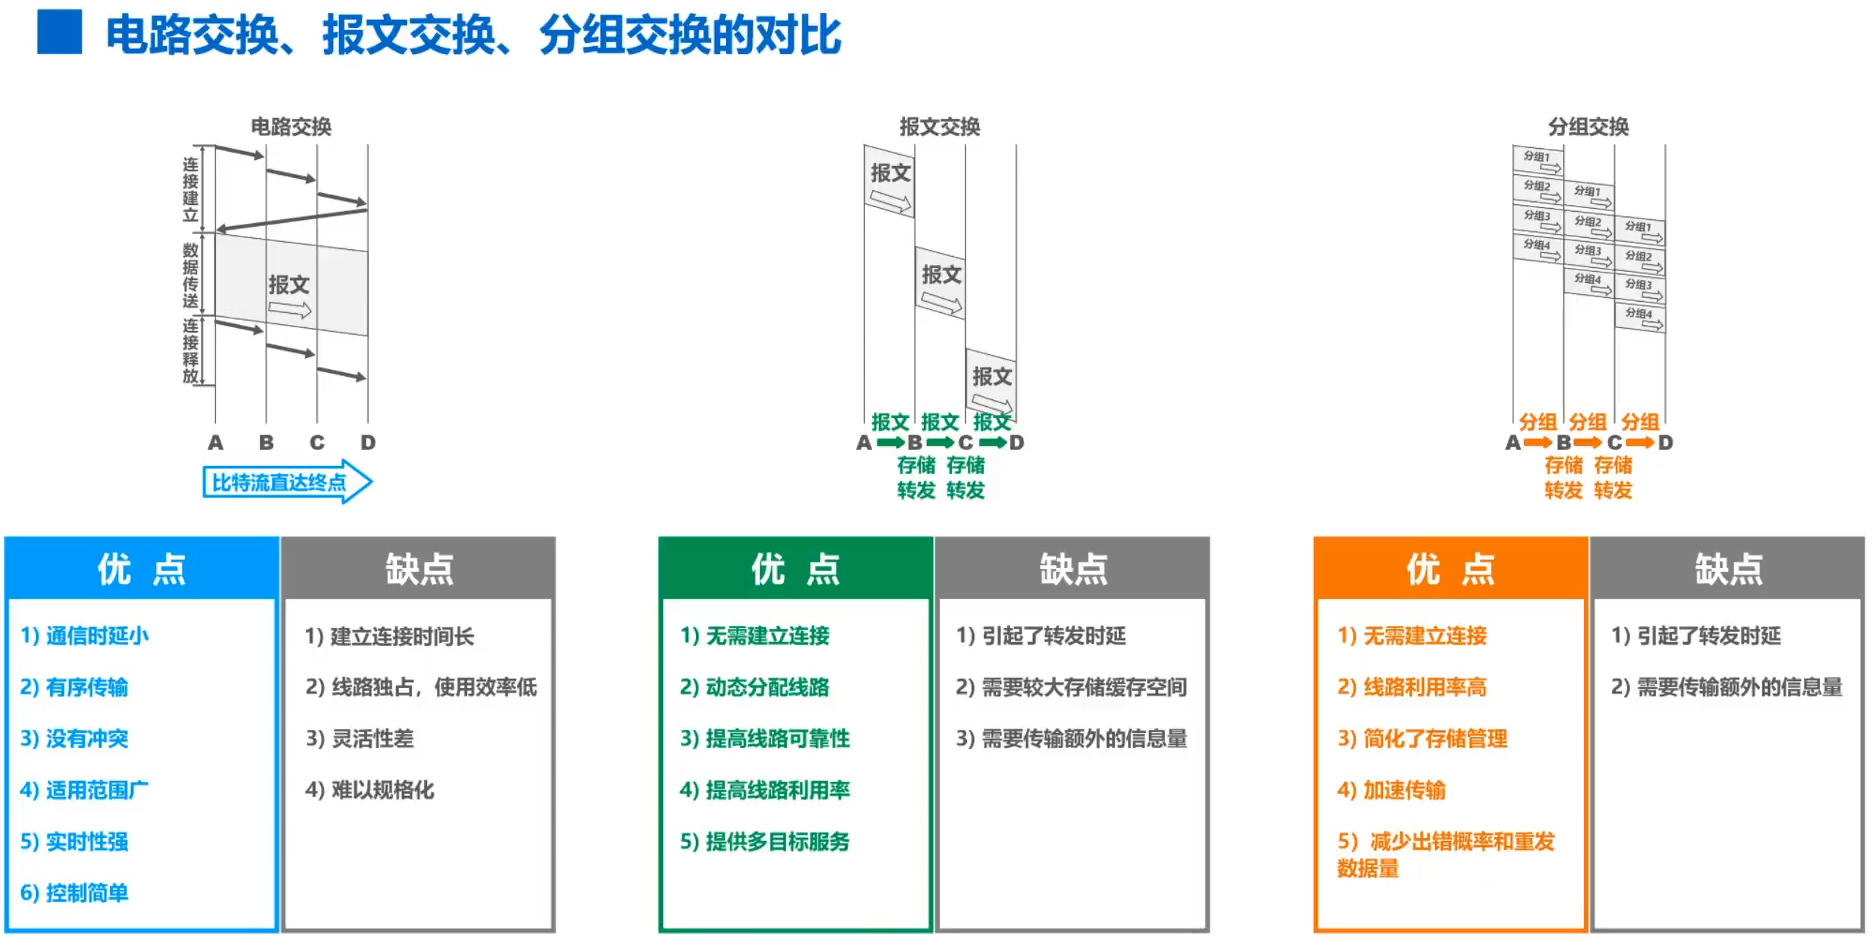 电路交换、报文交换、分组交换的对比
电路交换
连接建立
数据传送
连接释放
报文
A B C D
比特流直达终点
报文交换
报文
报文
报文
报文 报文 报文
A B C D
存储 存储
转发 转发
分组交换
分组1
分组2 分组1
分组3 分组2 分组1
分组4 分组3 分组2
分组4 分组3
分组4
分组 分组 分组
A B C D
存储 存储
转发 转发
优 点
1) 通信时延小
2) 有序传输
3) 没有冲突
4) 适用范围广
5) 实时性强
6) 控制简单
缺点
1) 建立连接时间长
2) 线路独占，使用效率低
3) 灵活性差
4) 难以规格化
优 点
1) 无需建立连接
2) 动态分配线路
3) 提高线路可靠性
4) 提高线路利用率
5) 提供多目标服务
缺点
1) 引起了转发时延
2) 需要较大存储缓存空间
3) 需要传输额外的信息量
优 点
1) 无需建立连接
2) 线路利用率高
3) 简化了存储管理
4) 加速传输
5) 减少出错概率和重发
数据量
缺点
1) 引起了转发时延
2) 需要传输额外的信息量